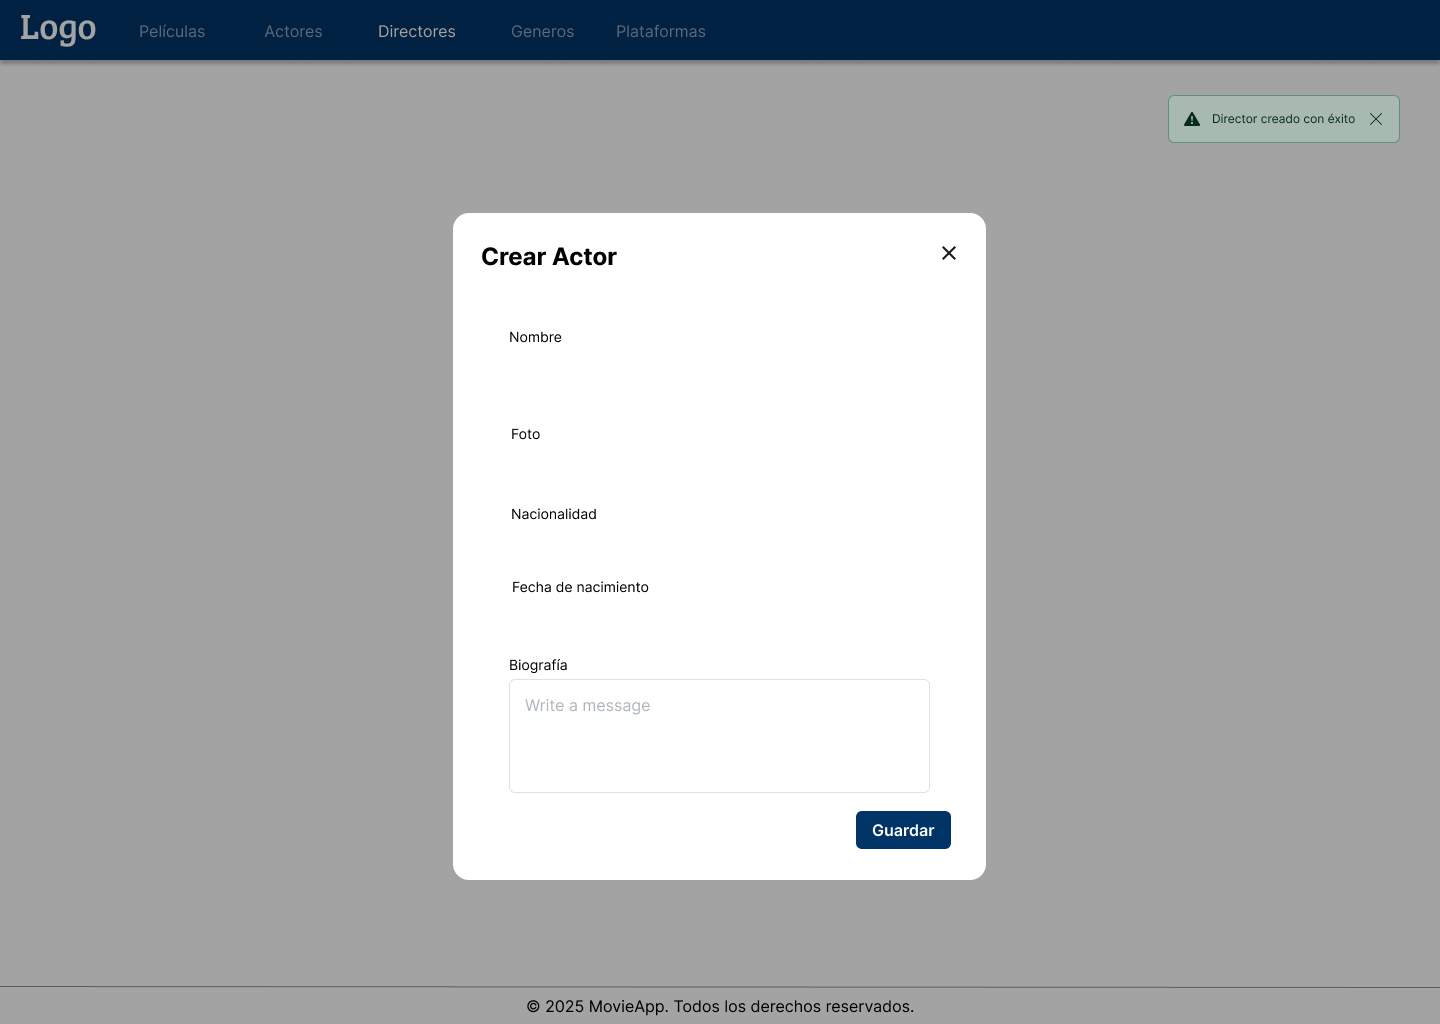 Logo
Películas
Actores
Directores
Generos
Plataformas
Director creado con éxito
Crear Actor
Nombre
Foto
Nacionalidad
Fecha de nacimiento
Biografía
Write a message
Guardar
© 2025 MovieApp. Todos los derechos reservados.